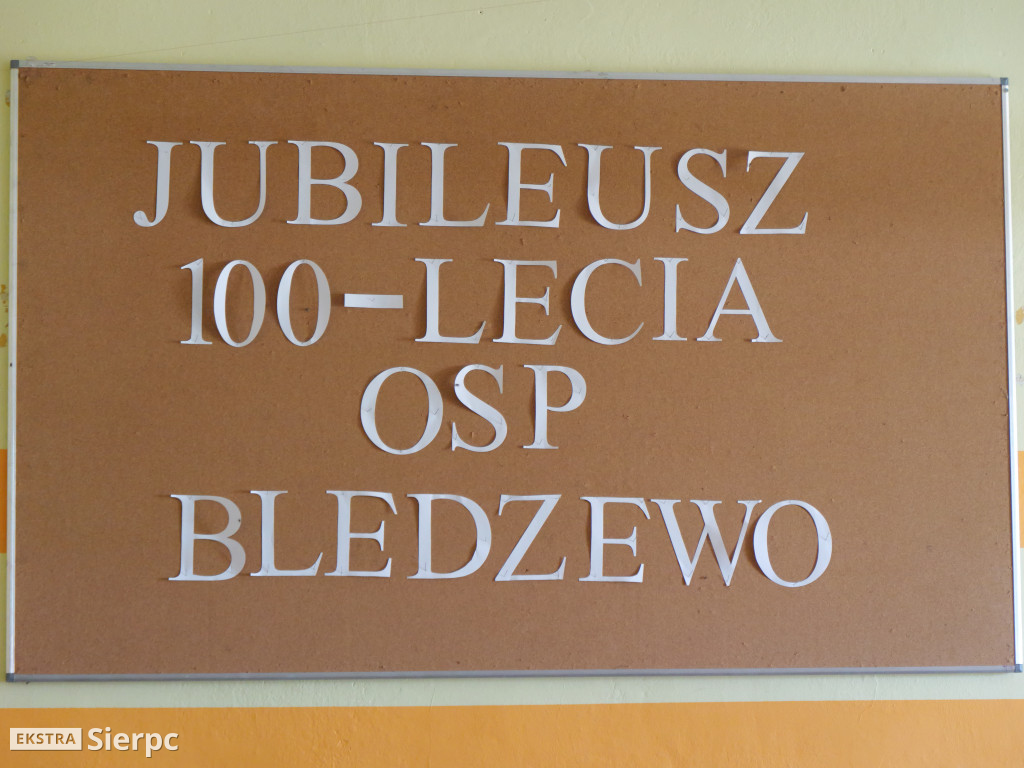 JUBILEUSZ
100-LECIA
OSP
BLEDZEWO
EKSTRA Sierpc